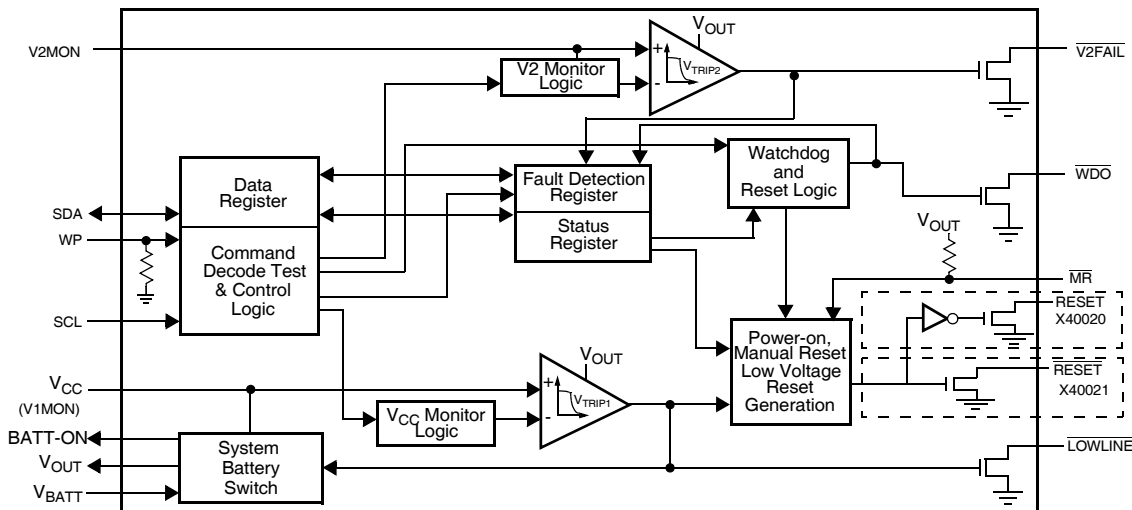 V2MON
V2 Monitor
Logic
+
-
VTRIP2
VOUT
V2FAIL
Data
Register
Fault Detection
Register
Status
Register
Watchdog
and
Reset Logic
WDO
SDA
WP
Command
Decode Test
& Control
Logic
SCL
VOUT
MR
RESET
X40020
RESET
X40021
Power-on,
Manual Reset
Low Voltage
Reset
Generation
VCC
(V1MON)
VCC Monitor
Logic
+
-
VTRIP1
VOUT
BATT-ON
VOUT
VBATT
System
Battery
Switch
LOWLINE